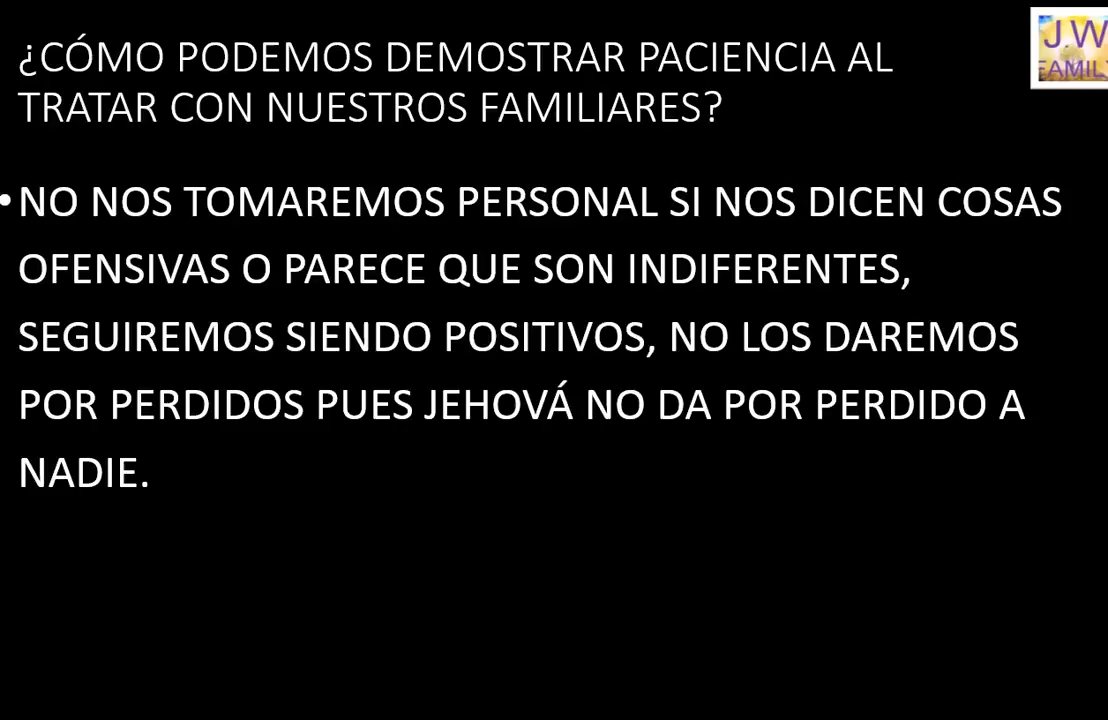 ¿CÓMO PODEMOS DEMOSTRAR PACIENCIA AL
TRATAR CON NUESTROS FAMILIARES?
J.W
FAMILY
•NO NOS TOMAREMOS PERSONAL SI NOS DICEN COSAS
OFENSIVAS O PARECE QUE SON INDIFERENTES,
SEGUIREMOS SIENDO POSITIVOS, NO LOS DAREMOS
POR PERDIDOS PUES JEHOVÁ NO DA POR PERDIDO A
NADIE.